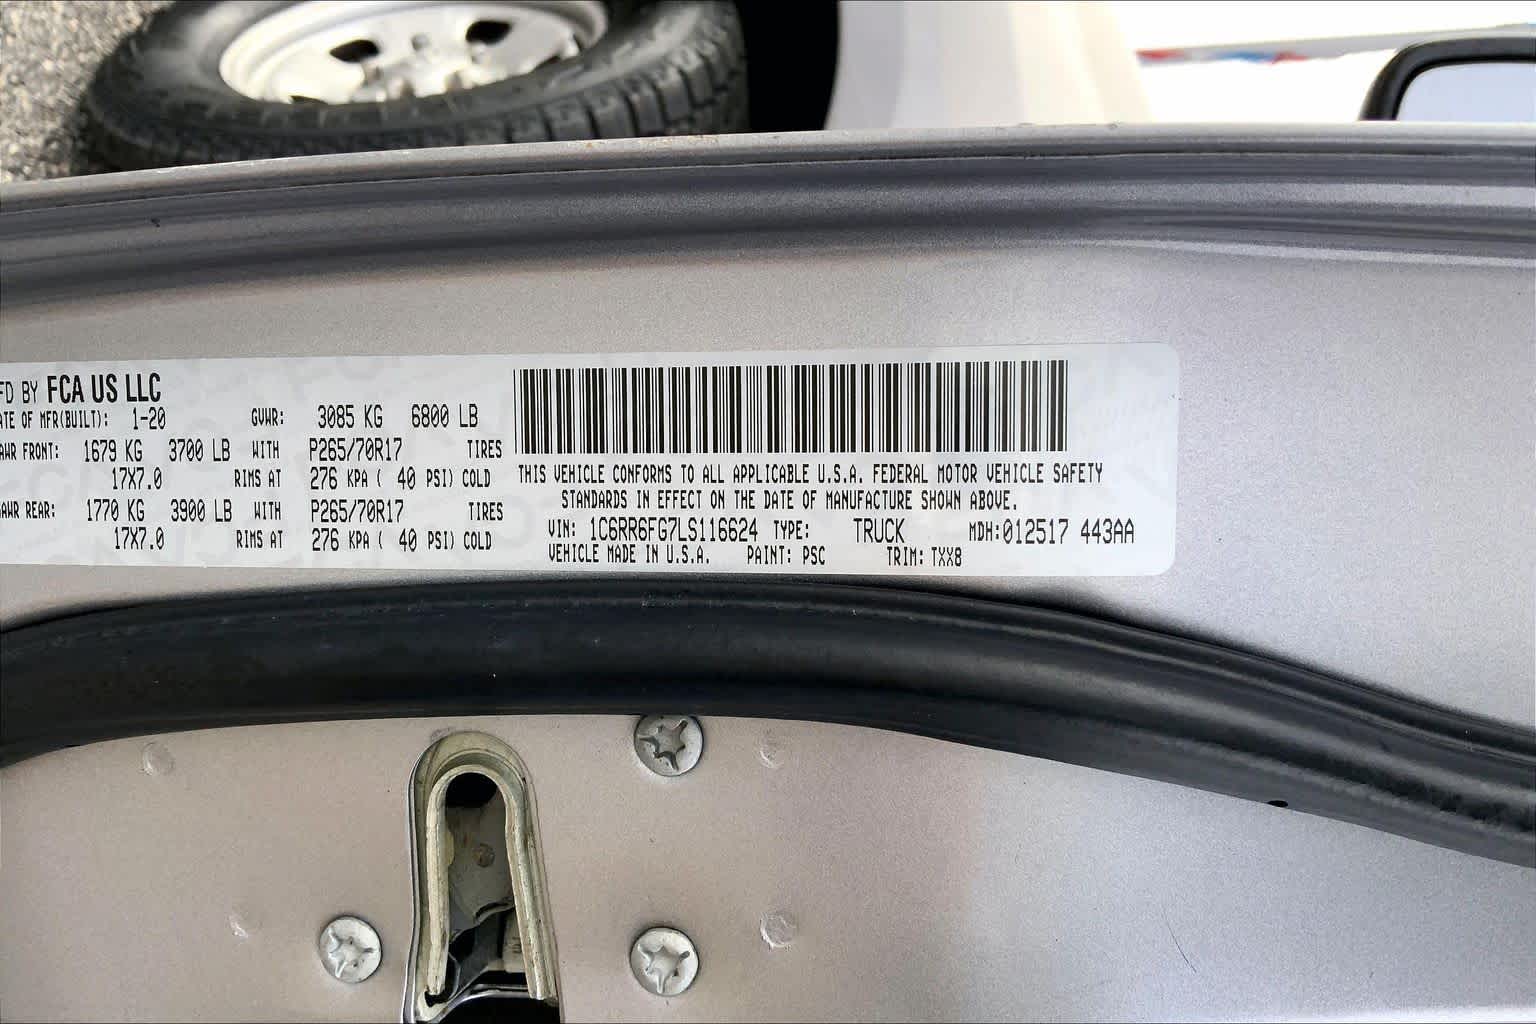 FD BY FCA US LLC
ATE OF MFR(BUILT): 1-20 GVWR: 3085 KG 6800 LB
AWR FRONT: 1679 KG 3700 LB WITH P265/70R17 TIRES
17X7.0 RIMS AT 276 KPA ( 40 PSI) COLD
AWR REAR: 1770 KG 3900 LB WITH P265/70R17 TIRES
17X7.0 RIMS AT 276 KPA ( 40 PSI) COLD
THIS VEHICLE CONFORMS TO ALL APPLICABLE U.S.A. FEDERAL MOTOR VEHICLE SAFETY
STANDARDS IN EFFECT ON THE DATE OF MANUFACTURE SHOWN ABOVE.
VIN: 1C6RR6FG7LS116624 TYPE: TRUCK MDH:012517 443AA
VEHICLE MADE IN U.S.A. PAINT: PSC TRIM: TXX8